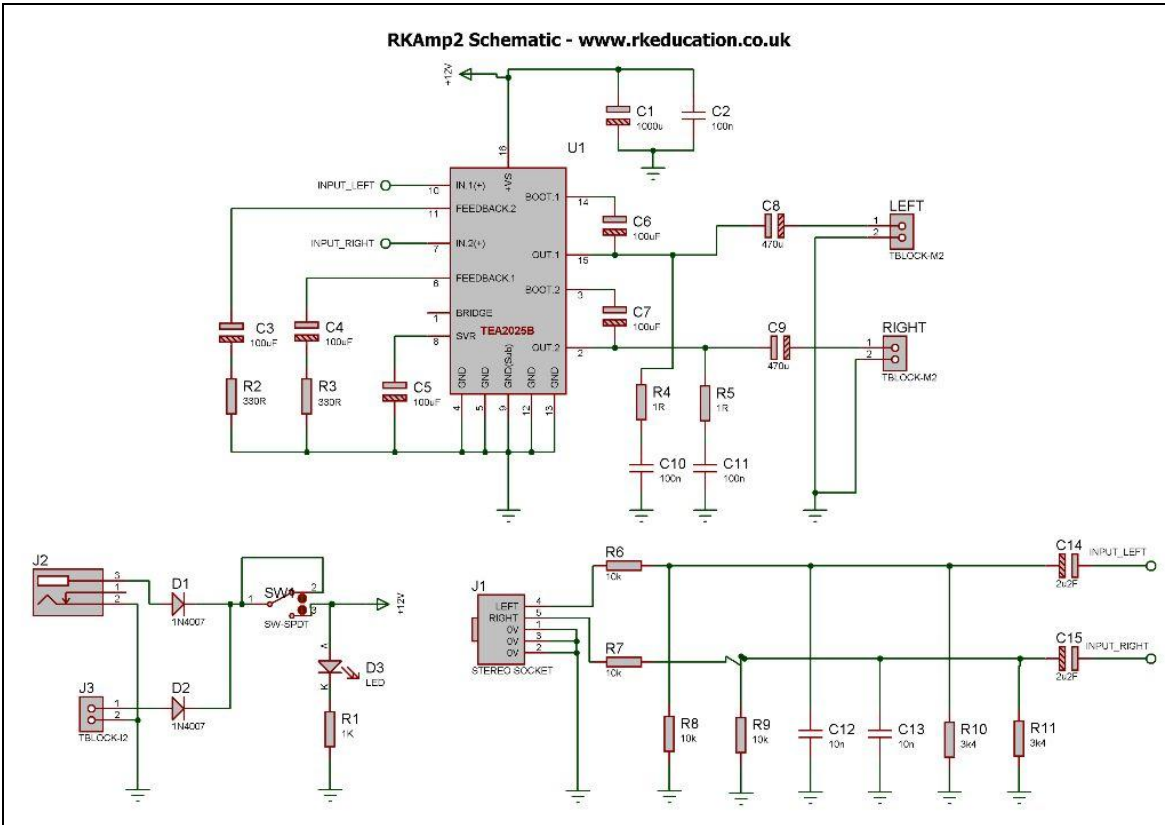 RKAmp2 Schematic - www.rkeducation.co.uk
+12V
C1
1000u
C2
100n
U1
16
+VS
INPUT_LEFT
10
IN.1(+)
BOOT.1
14
11
FEEDBACK.2
C6
100uF
INPUT_RIGHT
7
IN.2(+)
OUT.1
15
C8
470u
LEFT
1
2
TBLOCK-M2
6
FEEDBACK.1
BOOT.2
3
1
BRIDGE
TEA2025B
C7
100uF
8
SVR
OUT.2
2
C9
470u
RIGHT
1
2
TBLOCK-M2
C3
100uF
C4
100uF
C5
100uF
R2
330R
R3
330R
GND
GND
GND(Sub)
GND
GND
4
5
9
12
13
R4
1R
R5
1R
C10
100n
C11
100n
J2
3
1
2
D1
1N4007
1
SW1
2
3
SW-SPDT
+12V
A
K
D3
LED
J3
1
2
TBLOCK-I2
D2
1N4007
R1
1K
J1
LEFT
RIGHT
0V
0V
0V
4
5
1
3
2
STEREO SOCKET
R6
10k
R7
10k
R8
10k
R9
10k
C12
10n
C13
10n
R10
3k4
R11
3k4
C14
2u2F
INPUT_LEFT
C15
2u2F
INPUT_RIGHT